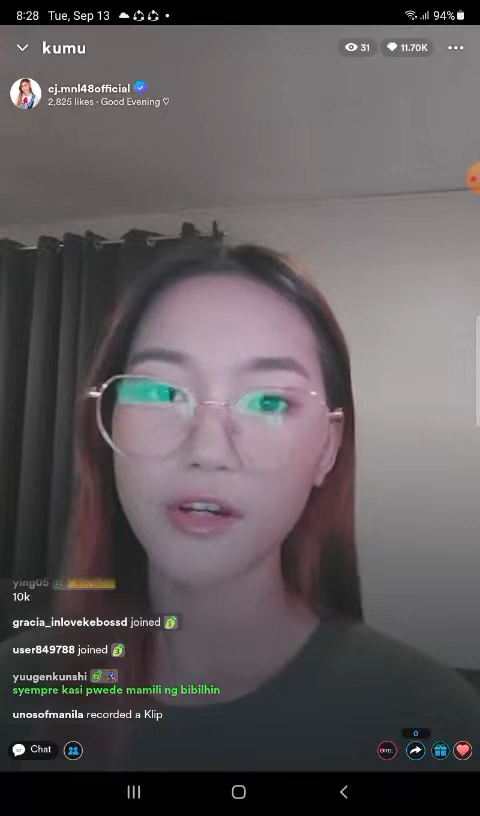 8:28 Tue, Sep 13 94%
kumu
31
11.70K
cj.mnl48official
2,825 likes · Good Evening ♡
ying05
10k
gracia_inlovekebossd joined
user849788 joined
yuugenkunshi
syempre kasi pwede mamili ng bibilhin
unosofmanila recorded a Klip
0
Chat